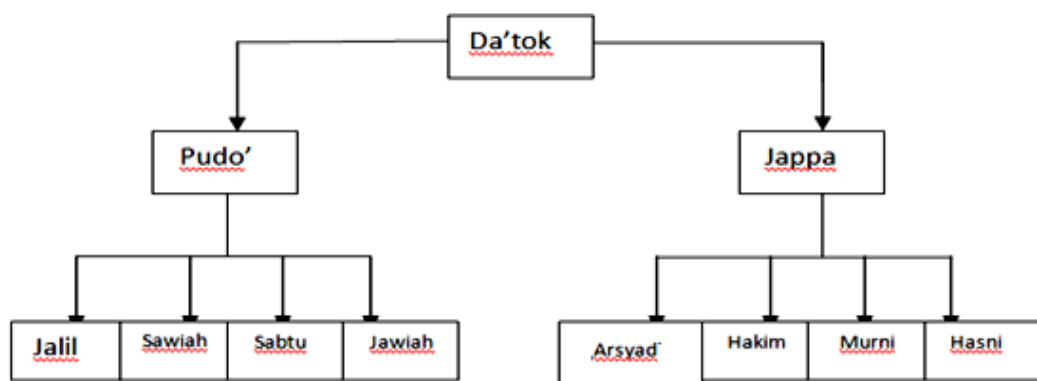 Da'tok
Pudo'
Jappa
Jalil
Sawiah
Sabtu
Jawiah
Arsyad
Hakim
Murni
Hasni